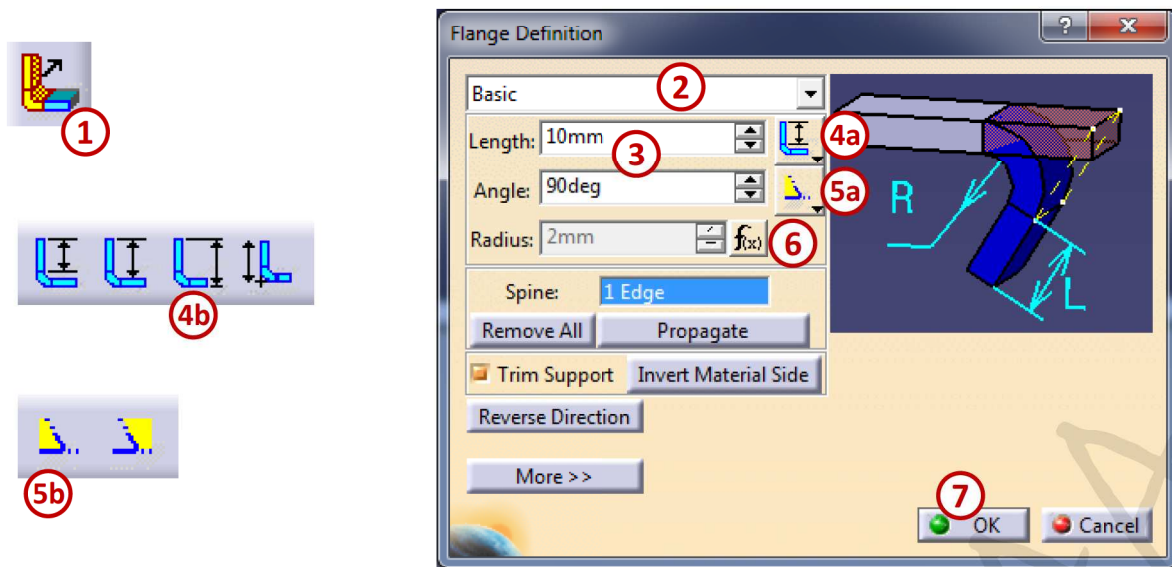 Flange Definition
?
X
1
Basic
2
Length: 10mm
3
4a
Angle: 90deg
5a
Radius: 2mm
f(x)
6
R
L
4b
Spine: 1 Edge
Remove All Propagate
Trim Support Invert Material Side
Reverse Direction
5b
More >>
7
OK Cancel